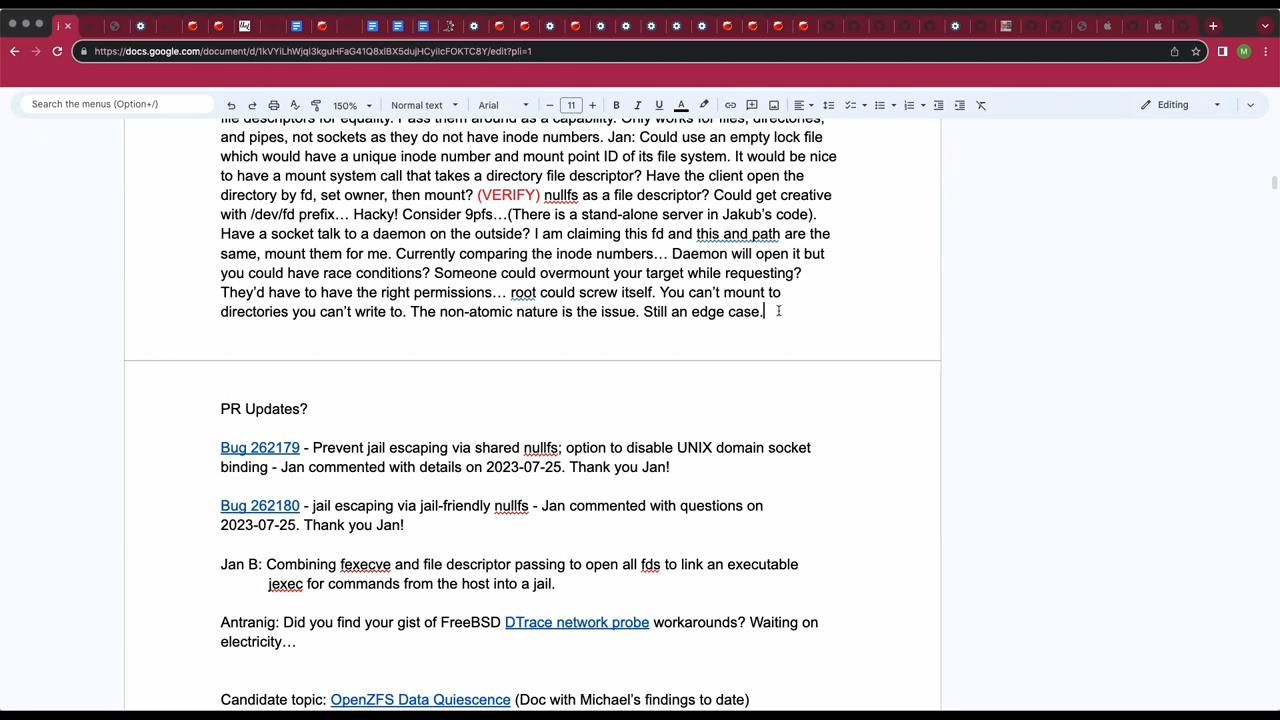 https://docs.google.com/document/d/1kVYiLhWjql3kguHFaG41Q8xlBX5dujHCyilcFOKTC8Y/edit?pli=1
M
Search the menus (Option+/)
150%
Normal text
Arial
11
B I U A
Editing
file descriptors for equality. Pass them around as a capability. Only works for files, directories,
and pipes, not sockets as they do not have inode numbers. Jan: Could use an empty lock file
which would have a unique inode number and mount point ID of its file system. It would be nice
to have a mount system call that takes a directory file descriptor? Have the client open the
directory by fd, set owner, then mount? (VERIFY) nullfs as a file descriptor? Could get creative
with /dev/fd prefix… Hacky! Consider 9pfs…(There is a stand-alone server in Jakub's code).
Have a socket talk to a daemon on the outside? I am claiming this fd and this and path are the
same, mount them for me. Currently comparing the inode numbers… Daemon will open it but
you could have race conditions? Someone could overmount your target while requesting?
They'd have to have the right permissions… root could screw itself. You can't mount to
directories you can't write to. The non-atomic nature is the issue. Still an edge case.
PR Updates?
Bug 262179 - Prevent jail escaping via shared nullfs; option to disable UNIX domain socket
binding - Jan commented with details on 2023-07-25. Thank you Jan!
Bug 262180 - jail escaping via jail-friendly nullfs - Jan commented with questions on
2023-07-25. Thank you Jan!
Jan B: Combining fexecve and file descriptor passing to open all fds to link an executable
jexec for commands from the host into a jail.
Antranig: Did you find your gist of FreeBSD DTrace network probe workarounds? Waiting on
electricity…
Candidate topic: OpenZFS Data Quiescence (Doc with Michael's findings to date)